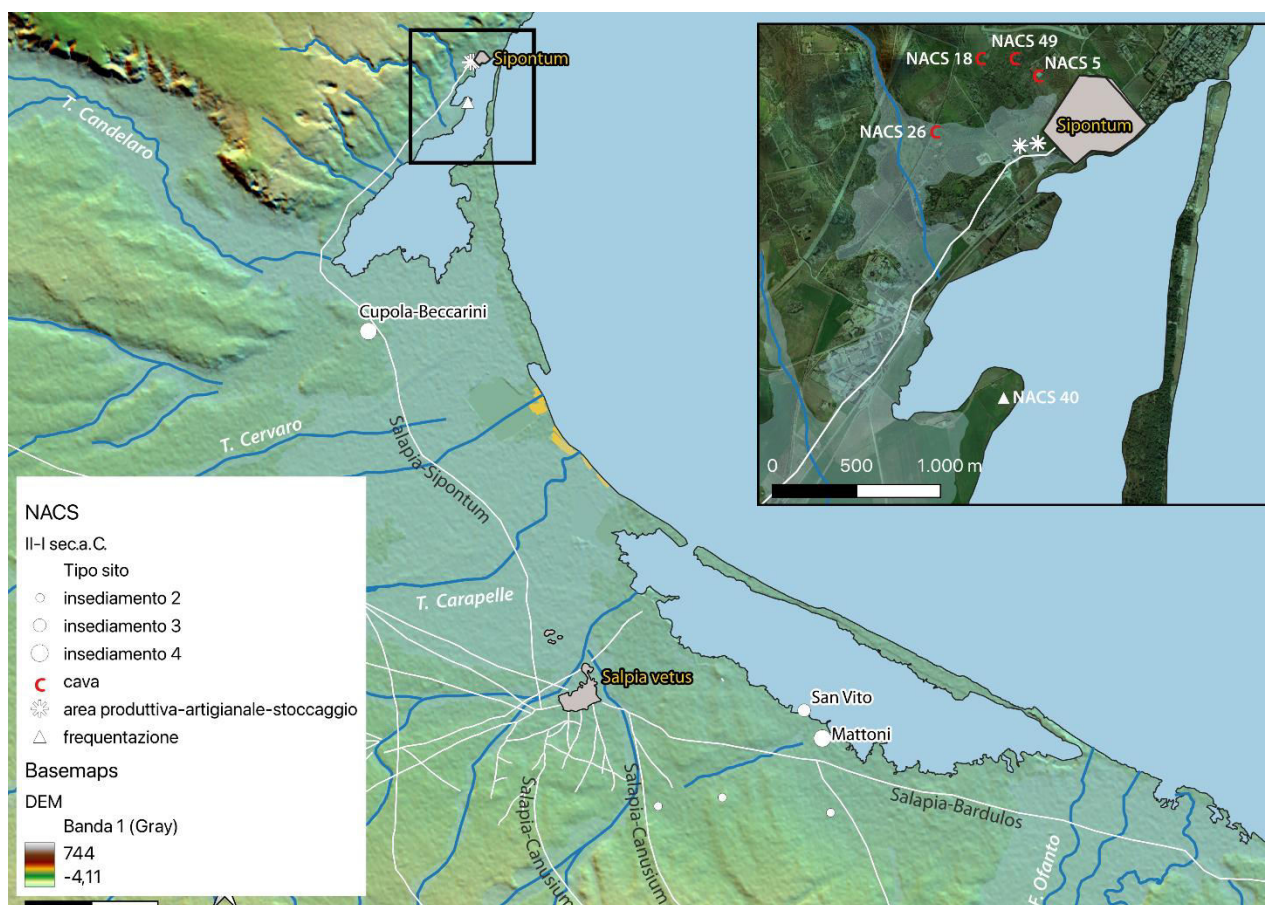 Sipontum
T. Candelaro
Cupola-Beccarini
T. Cervaro
Salapia-Sipontum
T. Carapelle
Salpia vetus
San Vito
Mattoni
Salapia-Canusium
Salapia-Canusium
Salapia-Bardulos
F. Ofanto
NACS 49
NACS 18
NACS 5
NACS 26
Sipontum
NACS 40
0 500 1.000 m
NACS
II-I sec.a.C.
Tipo sito
insediamento 2
insediamento 3
insediamento 4
cava
area produttiva-artigianale-stoccaggio
frequentazione
Basemaps
DEM
Banda 1 (Gray)
744
-4,11